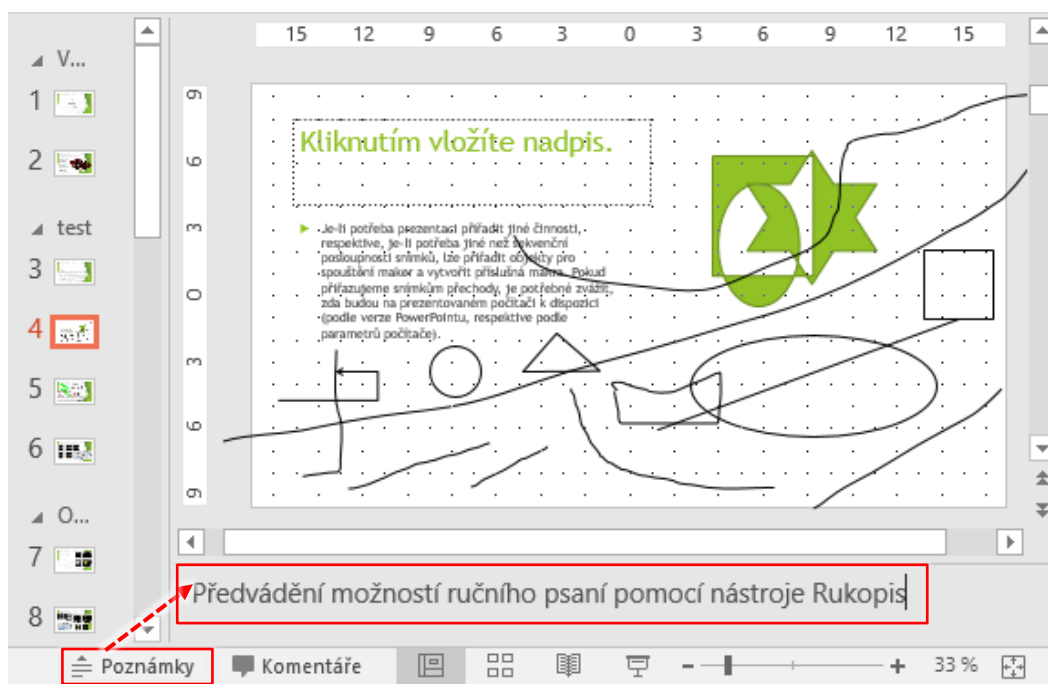 15 12 9 6 3 0 3 6 9 12 15
V...
1
2
test
3
4
5
6
O...
7
8
9
6
3
0
3
6
9
Kliknutím vložíte nadpis.
Je-li potřeba prezentaci přiřadit jiné činnosti,
respektive, je-li potřeba jiné než sekvenční
posloupnosti snímků, lze přiřadit objekty pro
spouštění maker a vytvořit příslušná makra. Pokud
přiřazujeme snímkům přechody, je potřebné zvážit,
zda budou na prezentovaném počítači k dispozici
(podle verze PowerPointu, respektive podle
parametrů počítače).
Předvádění možností ručního psaní pomocí nástroje Rukopis
Poznámky Komentáře 33 %